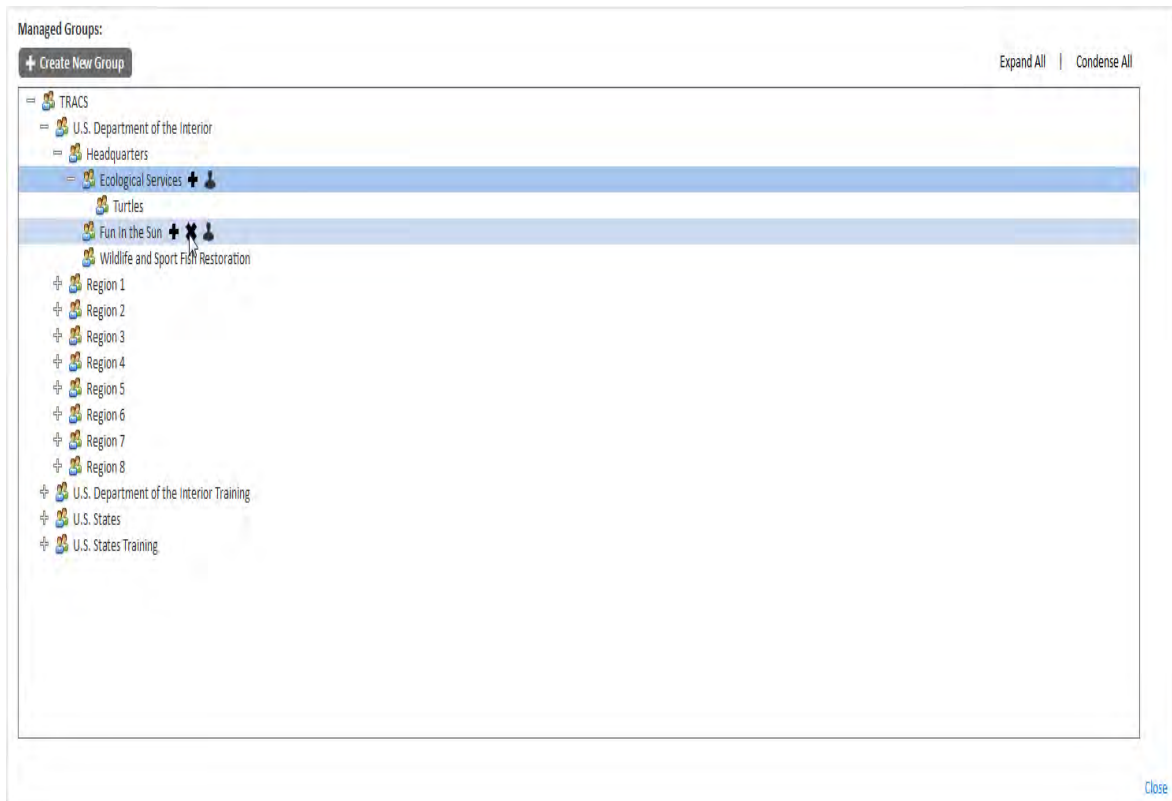 Managed Groups:
Create New Group
Expand All | Condense All
TRACS
U.S. Department of the Interior
Headquarters
Ecological Services
Turtles
Fun In the Sun
Wildlife and Sport Fish Restoration
Region 1
Region 2
Region 3
Region 4
Region 5
Region 6
Region 7
Region 8
U.S. Department of the Interior Training
U.S. States
U.S. States Training
Close